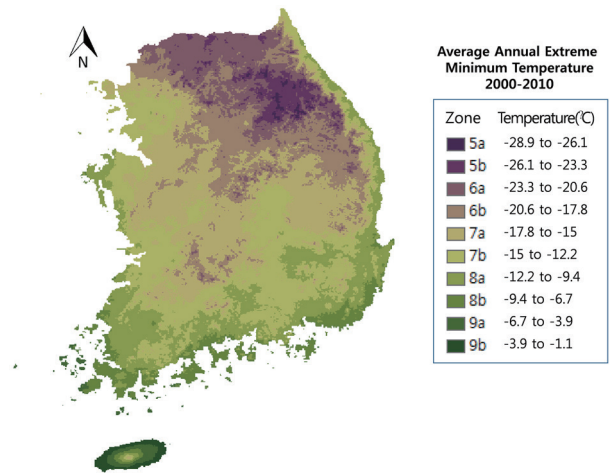 N
Average Annual Extreme
Minimum Temperature
2000-2010
Zone Temperature(℃)
5a -28.9 to -26.1
5b -26.1 to -23.3
6a -23.3 to -20.6
6b -20.6 to -17.8
7a -17.8 to -15
7b -15 to -12.2
8a -12.2 to -9.4
8b -9.4 to -6.7
9a -6.7 to -3.9
9b -3.9 to -1.1